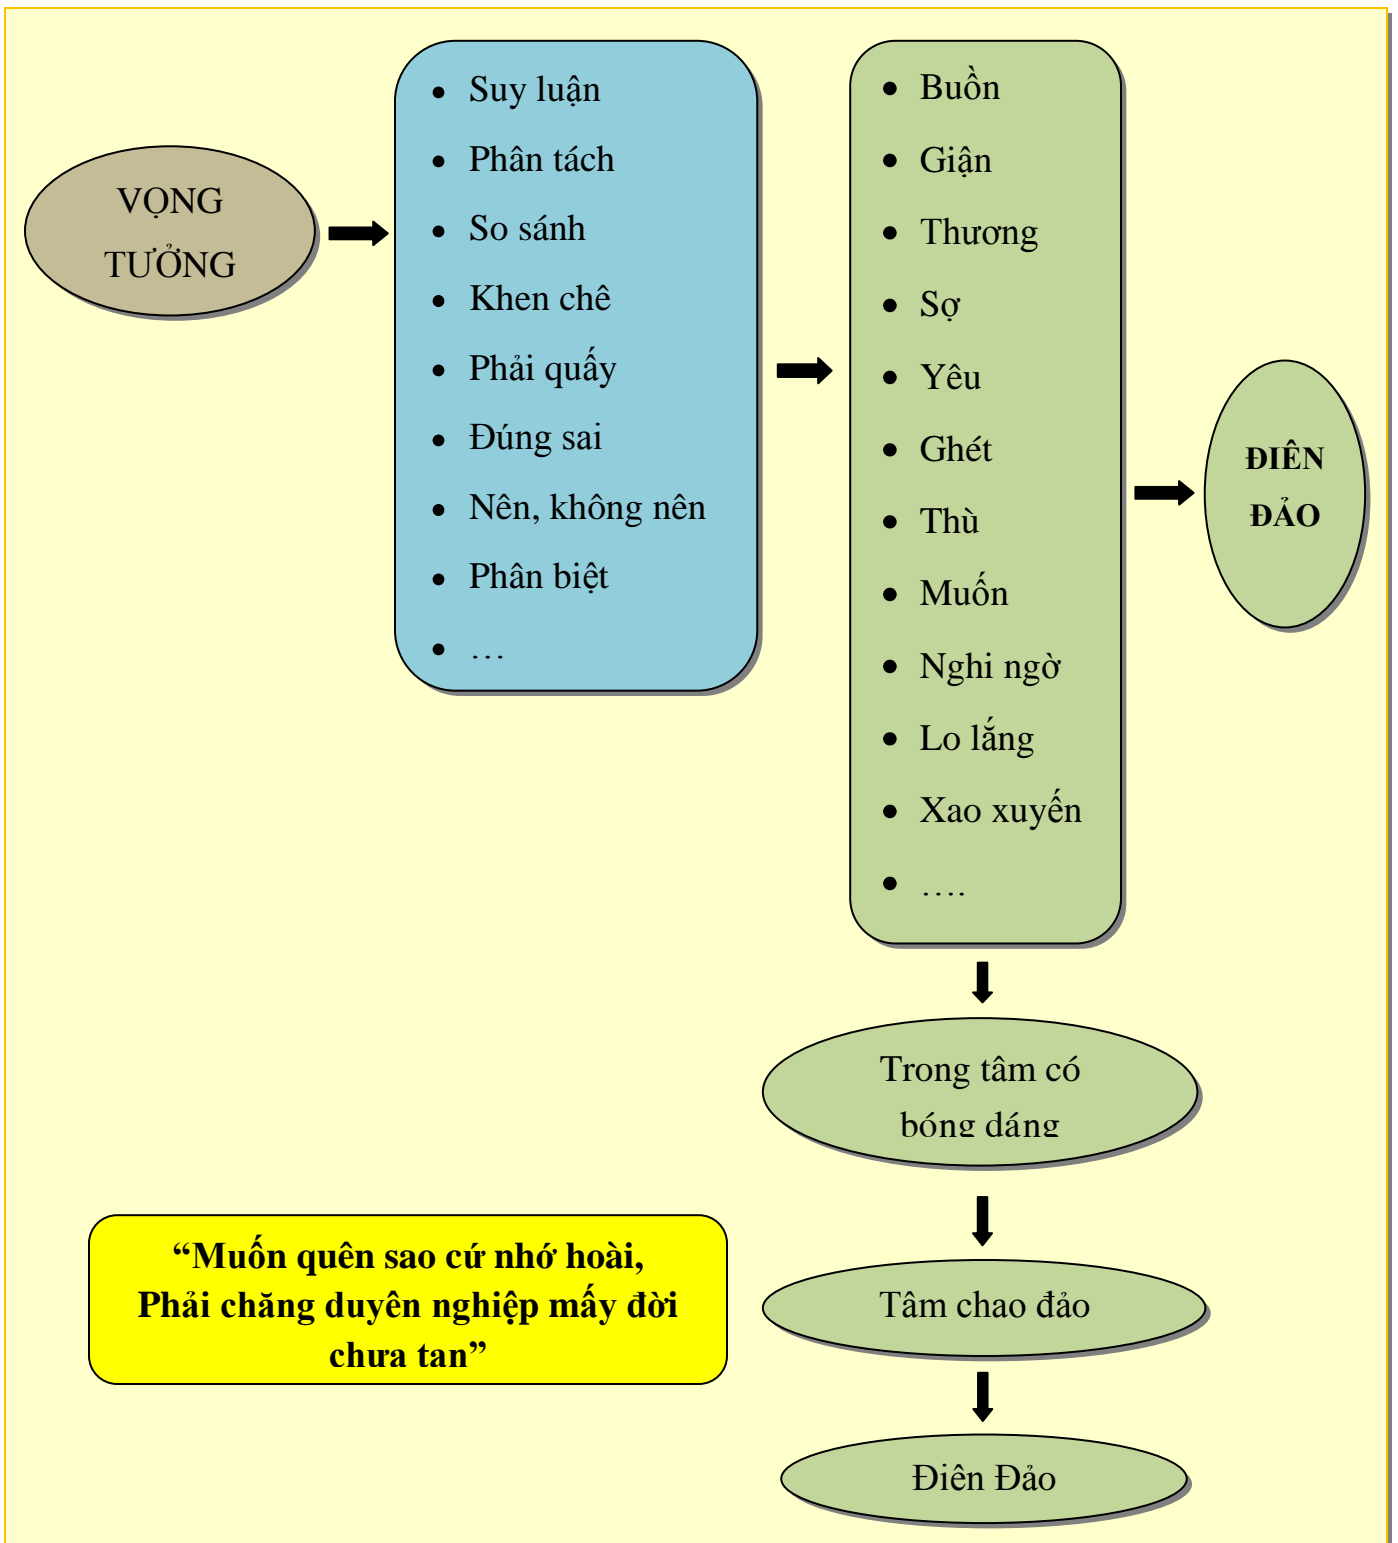 VỌNG
TƯỞNG
• Suy luận
• Phân tách
• So sánh
• Khen chê
• Phải quấy
• Đúng sai
• Nên, không nên
• Phân biệt
• …
• Buồn
• Giận
• Thương
• Sợ
• Yêu
• Ghét
• Thù
• Muốn
• Nghi ngờ
• Lo lắng
• Xao xuyến
• ….
ĐIÊN
ĐẢO
Trong tâm có
bóng dáng
Tâm chao đảo
Điên Đảo
“Muốn quên sao cứ nhớ hoài,
Phải chăng duyên nghiệp mấy đời
chưa tan”